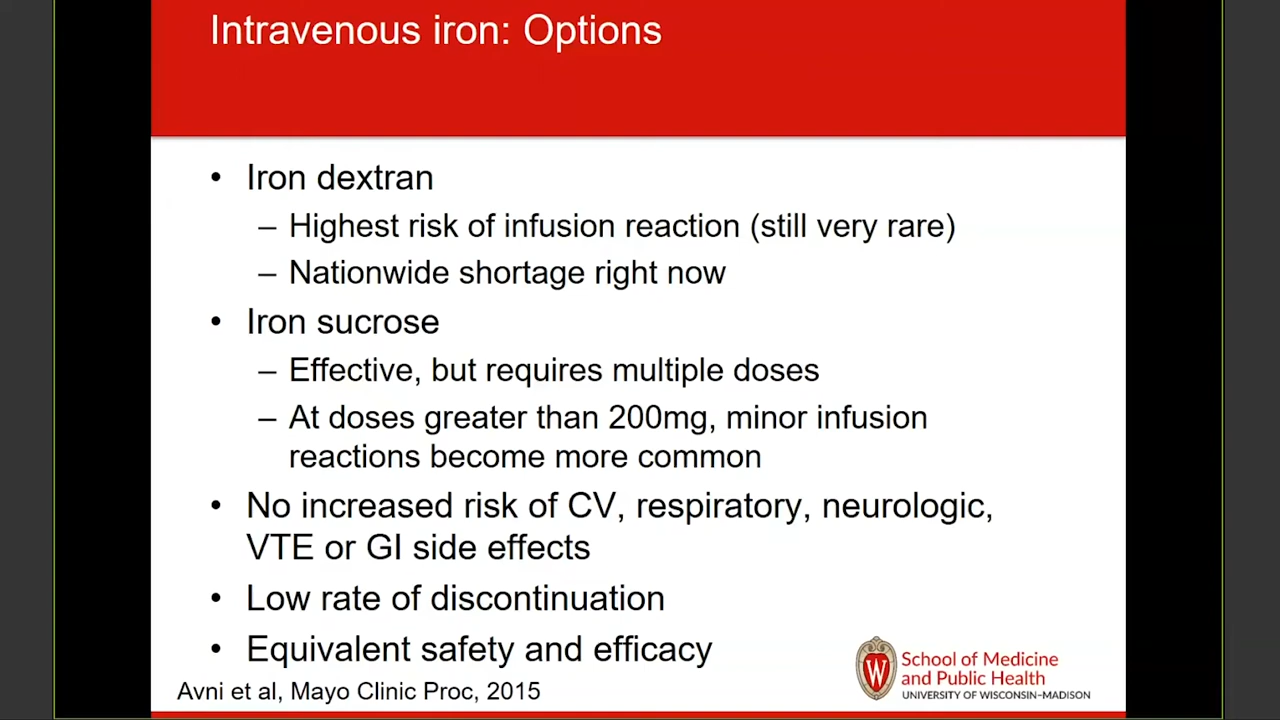 Intravenous iron: Options
• Iron dextran
– Highest risk of infusion reaction (still very rare)
– Nationwide shortage right now
• Iron sucrose
– Effective, but requires multiple doses
– At doses greater than 200mg, minor infusion
reactions become more common
• No increased risk of CV, respiratory, neurologic,
VTE or GI side effects
• Low rate of discontinuation
• Equivalent safety and efficacy
Avni et al, Mayo Clinic Proc, 2015
W
School of Medicine
and Public Health
UNIVERSITY OF WISCONSIN–MADISON